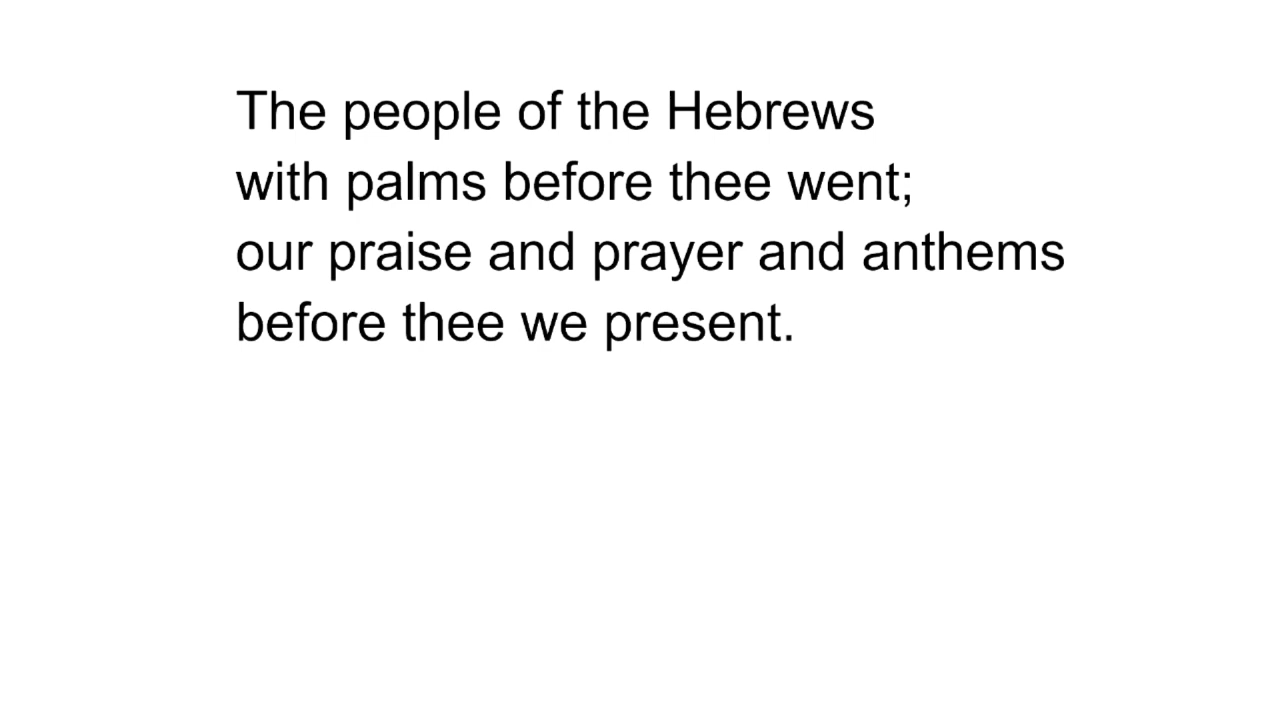 The people of the Hebrews
with palms before thee went;
our praise and prayer and anthems
before thee we present.